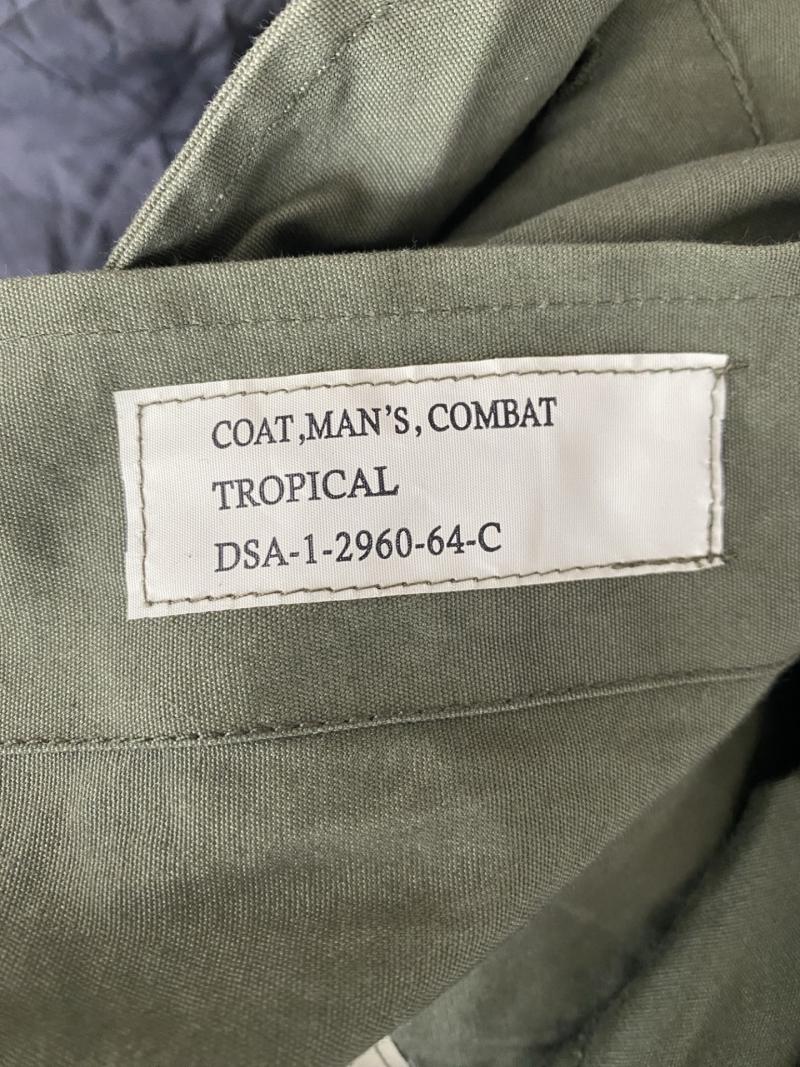 COAT,MAN'S,COMBAT
TROPICAL
DSA-1-2960-64-C